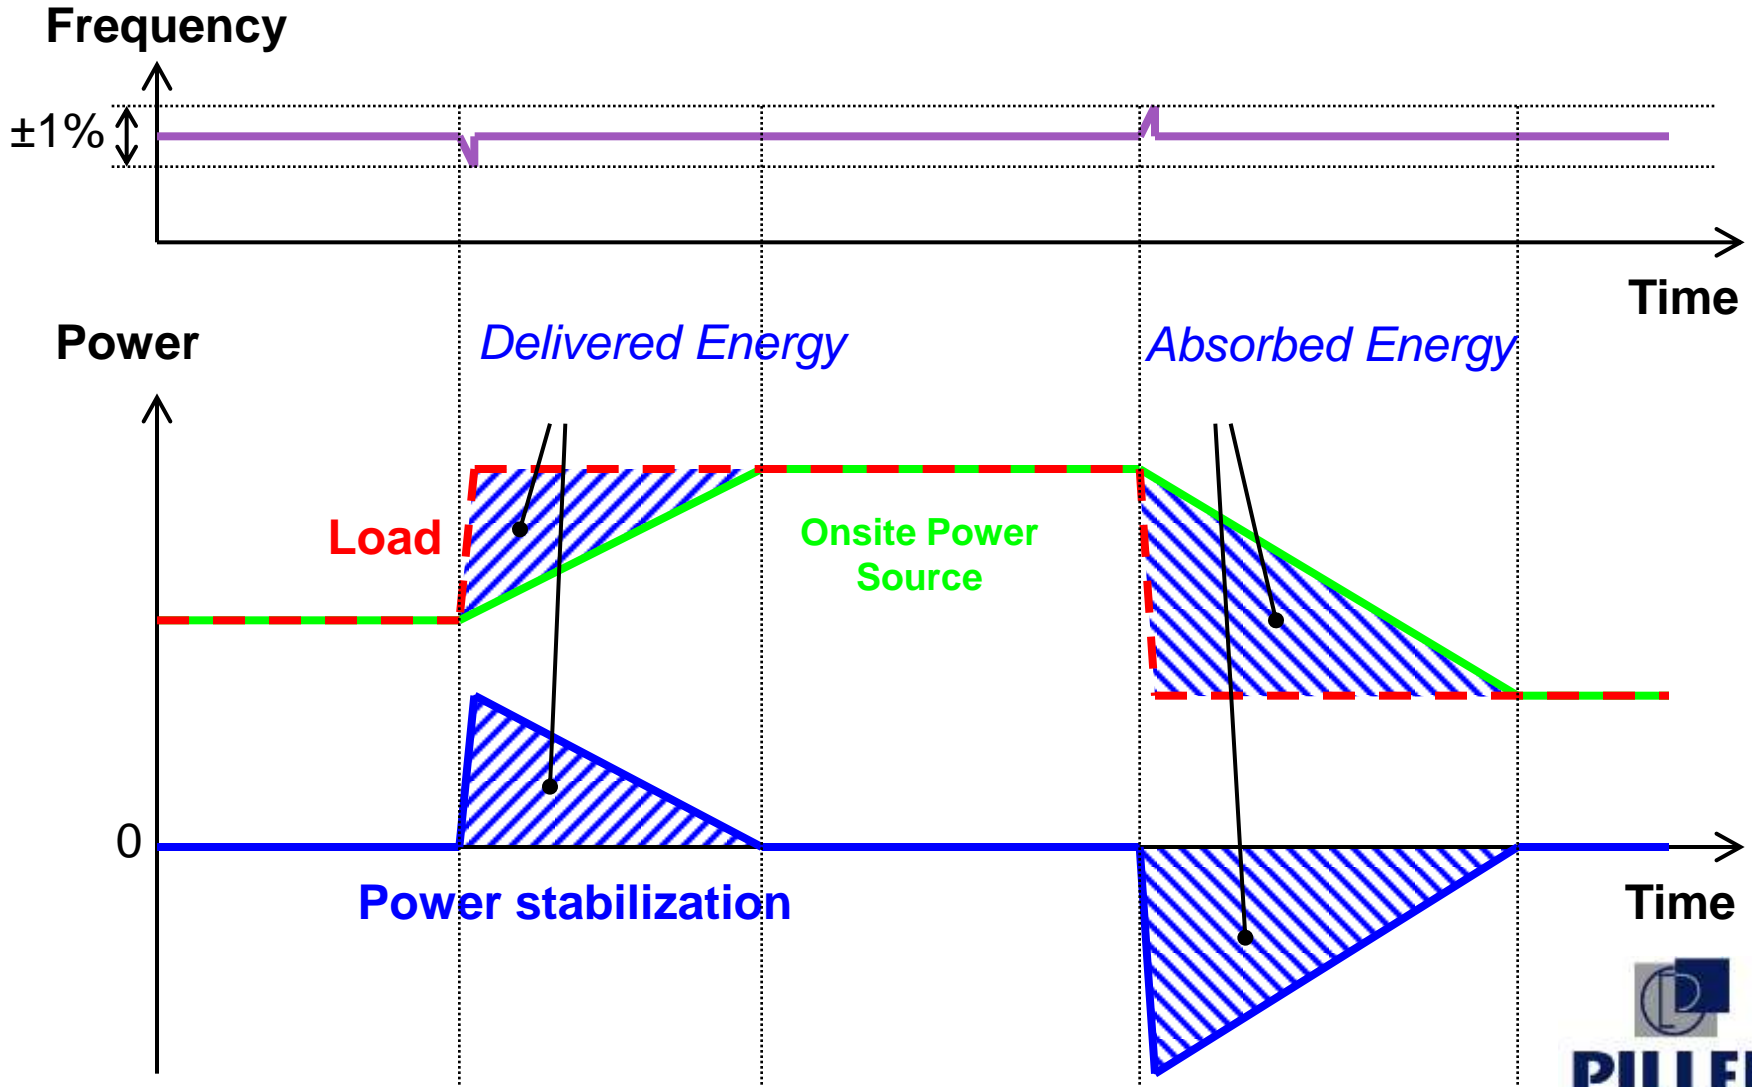 Frequency
±1%
Time
Power
Delivered Energy
Absorbed Energy
Load
Onsite Power
Source
0
Power stabilization
Time